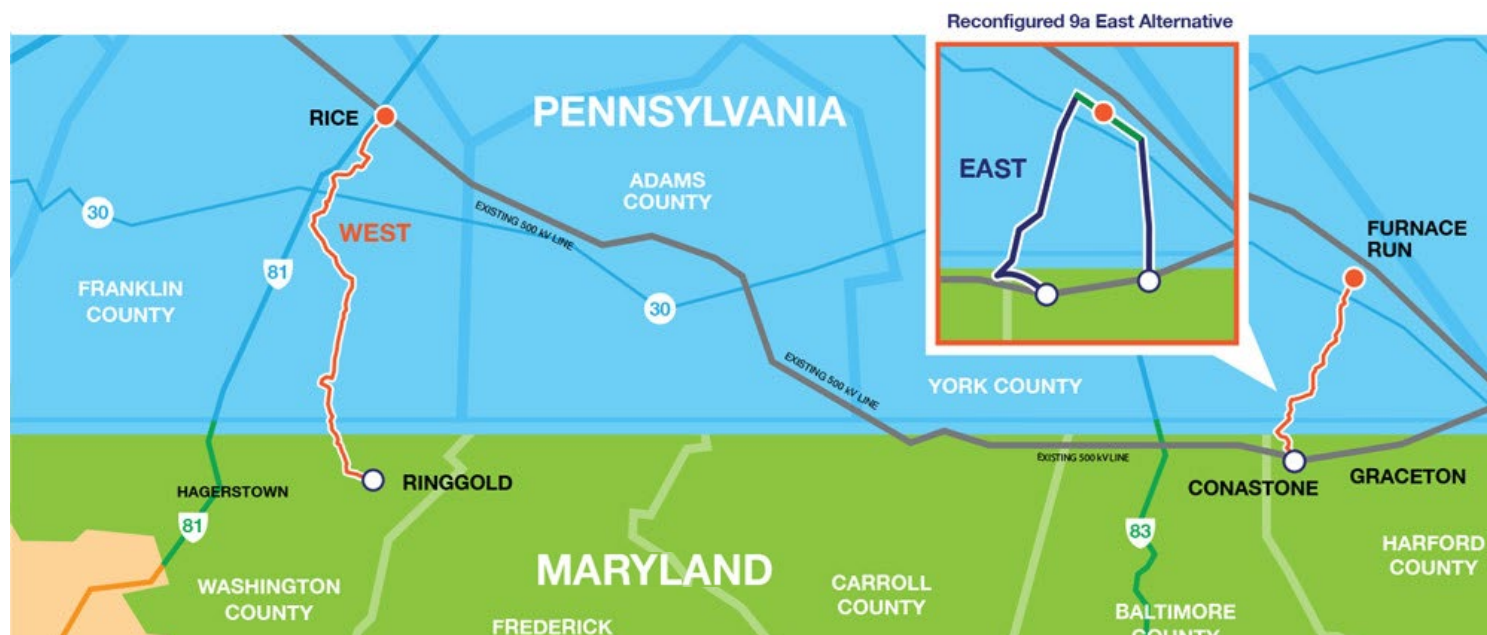 Reconfigured 9a East Alternative
RICE
PENNSYLVANIA
EAST
ADAMS
COUNTY
30
WEST
EXISTING 500 kV LINE
FURNACE
RUN
81
FRANKLIN
COUNTY
30
EXISTING 500 kV LINE
YORK COUNTY
EXISTING 500 kV LINE
RINGGOLD
CONASTONE
GRACETON
HAGERSTOWN
81
83
MARYLAND
HARFORD
COUNTY
WASHINGTON
COUNTY
CARROLL
COUNTY
BALTIMORE
COUNTY
FREDERICK